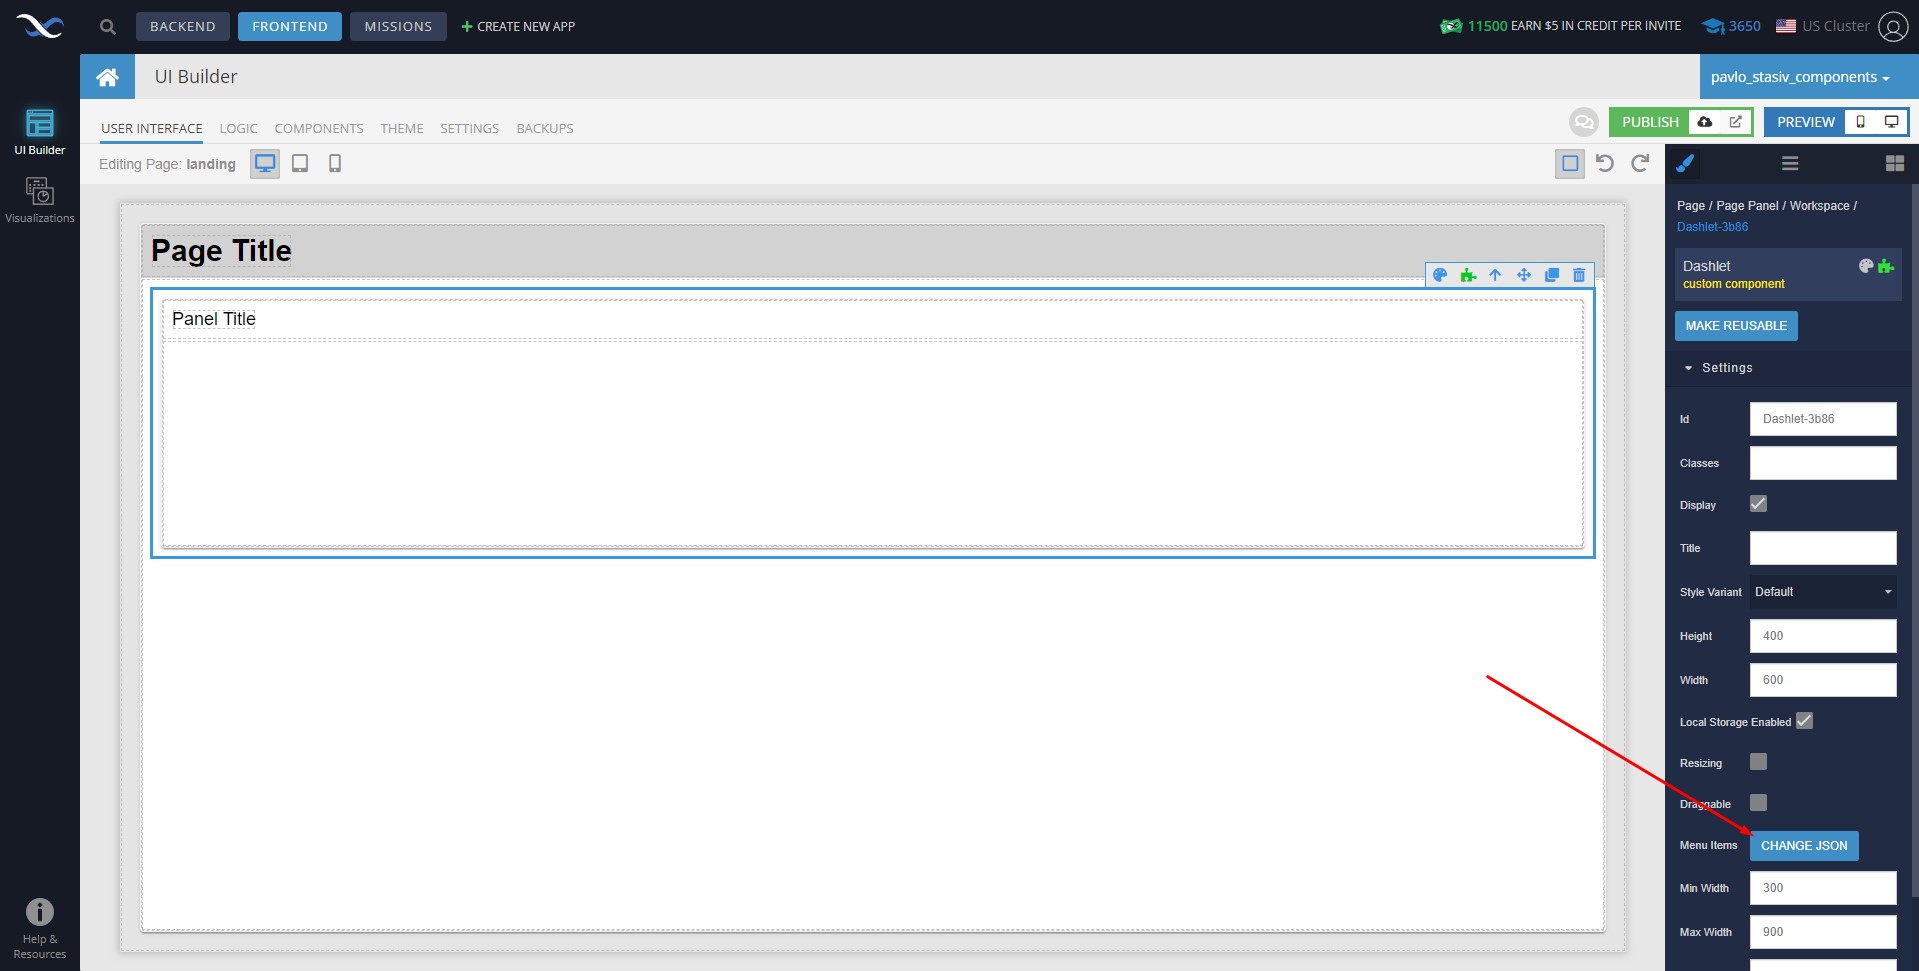 BACKEND
FRONTEND
MISSIONS
CREATE NEW APP
11500 EARN $5 IN CREDIT PER INVITE
3650
US Cluster
UI Builder
pavlo_stasiv_components
USER INTERFACE
LOGIC
COMPONENTS
THEME
SETTINGS
BACKUPS
PUBLISH
PREVIEW
UI Builder
Visualizations
Editing Page: landing
Page Title
Panel Title
Page / Page Panel / Workspace /
Dashlet-3b86
Dashlet
custom component
MAKE REUSABLE
Settings
Id
Dashlet-3b86
Classes
Display
Title
Style Variant
Default
Height
400
Width
600
Local Storage Enabled
Resizing
Draggable
Menu Items
CHANGE JSON
Min Width
300
Max Width
900
Help &
Resources